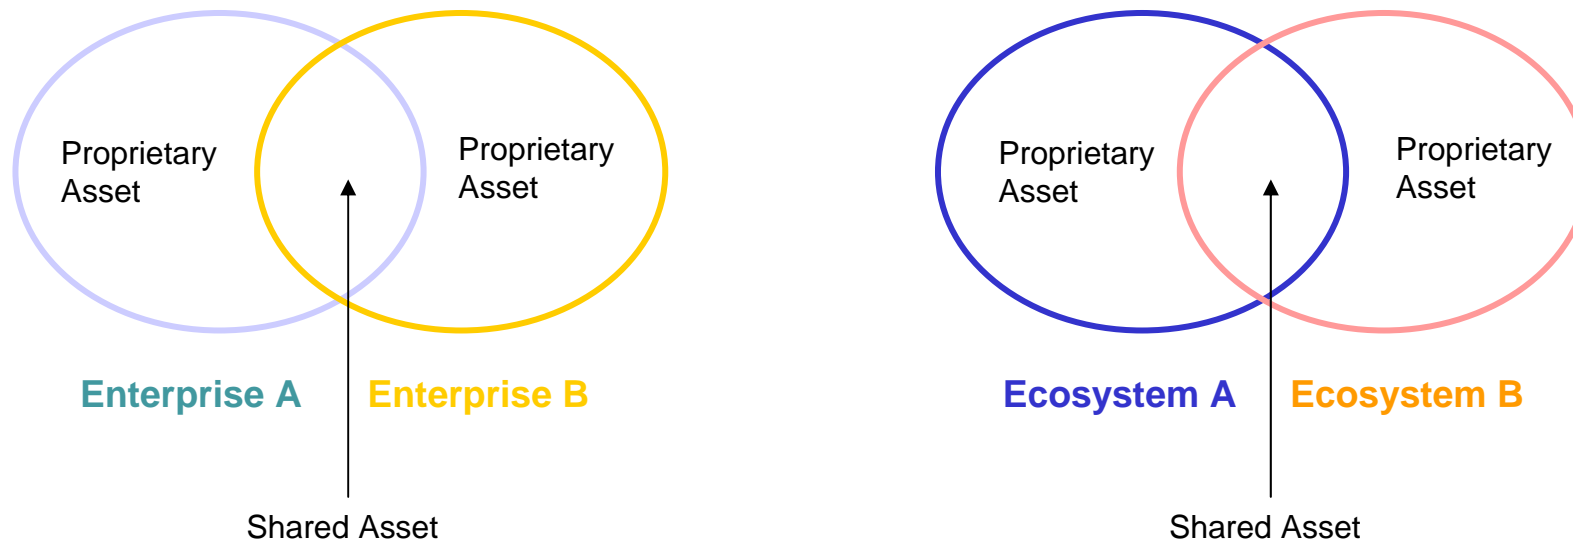 Proprietary
Asset
Proprietary
Asset
Enterprise A
Enterprise B
Shared Asset
Proprietary
Asset
Proprietary
Asset
Ecosystem A
Ecosystem B
Shared Asset